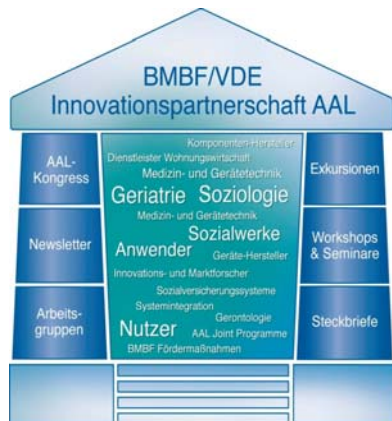 BMBF/VDE
Innovationspartnerschaft AAL
AAL-
Kongress
Newsletter
Arbeits-
gruppen
Komponenten-Hersteller
Dienstleister Wohnungswirtschaft
Medizin- und Gerätetechnik
Geriatrie Soziologie
Medizin- und Gerätetechnik
Sozialwerke
Anwender
Geräte-Hersteller
Innovations- und Marktforscher
Sozialversicherungssysteme
Systemintegration
Gerontologie
Nutzer
AAL Joint Programme
BMBF Fördermaßnahmen
Exkursionen
Workshops
& Seminare
Steckbriefe